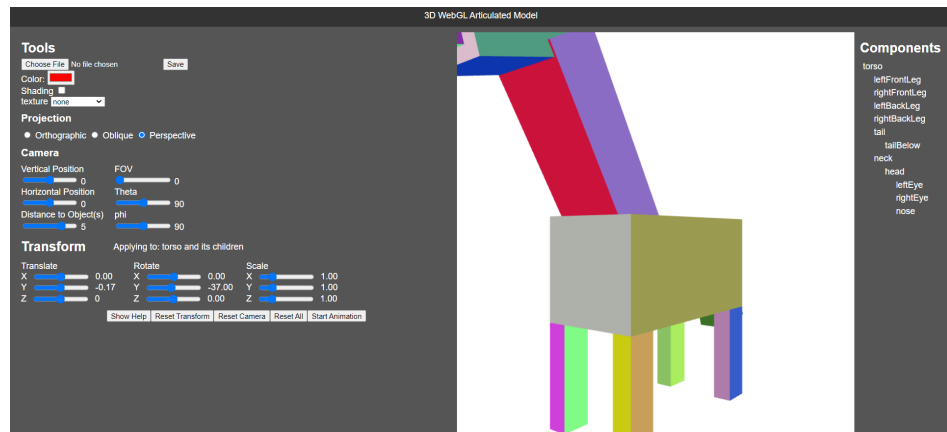 3D WebGL Articulated Model
Tools
Choose File No file chosen Save
Color:
Shading
texture none
Projection
Orthographic Oblique Perspective
Camera
Vertical Position FOV
0 0
Horizontal Position Theta
0 90
Distance to Object(s) phi
5 90
Transform Applying to: torso and its children
Translate Rotate Scale
X 0.00 X 0.00 X 1.00
Y -0.17 Y -37.00 Y 1.00
Z 0 Z 0.00 Z 1.00
Show Help Reset Transform Reset Camera Reset All Start Animation
Components
torso
leftFrontLeg
rightFrontLeg
leftBackLeg
rightBackLeg
tail
tailBelow
neck
head
leftEye
rightEye
nose